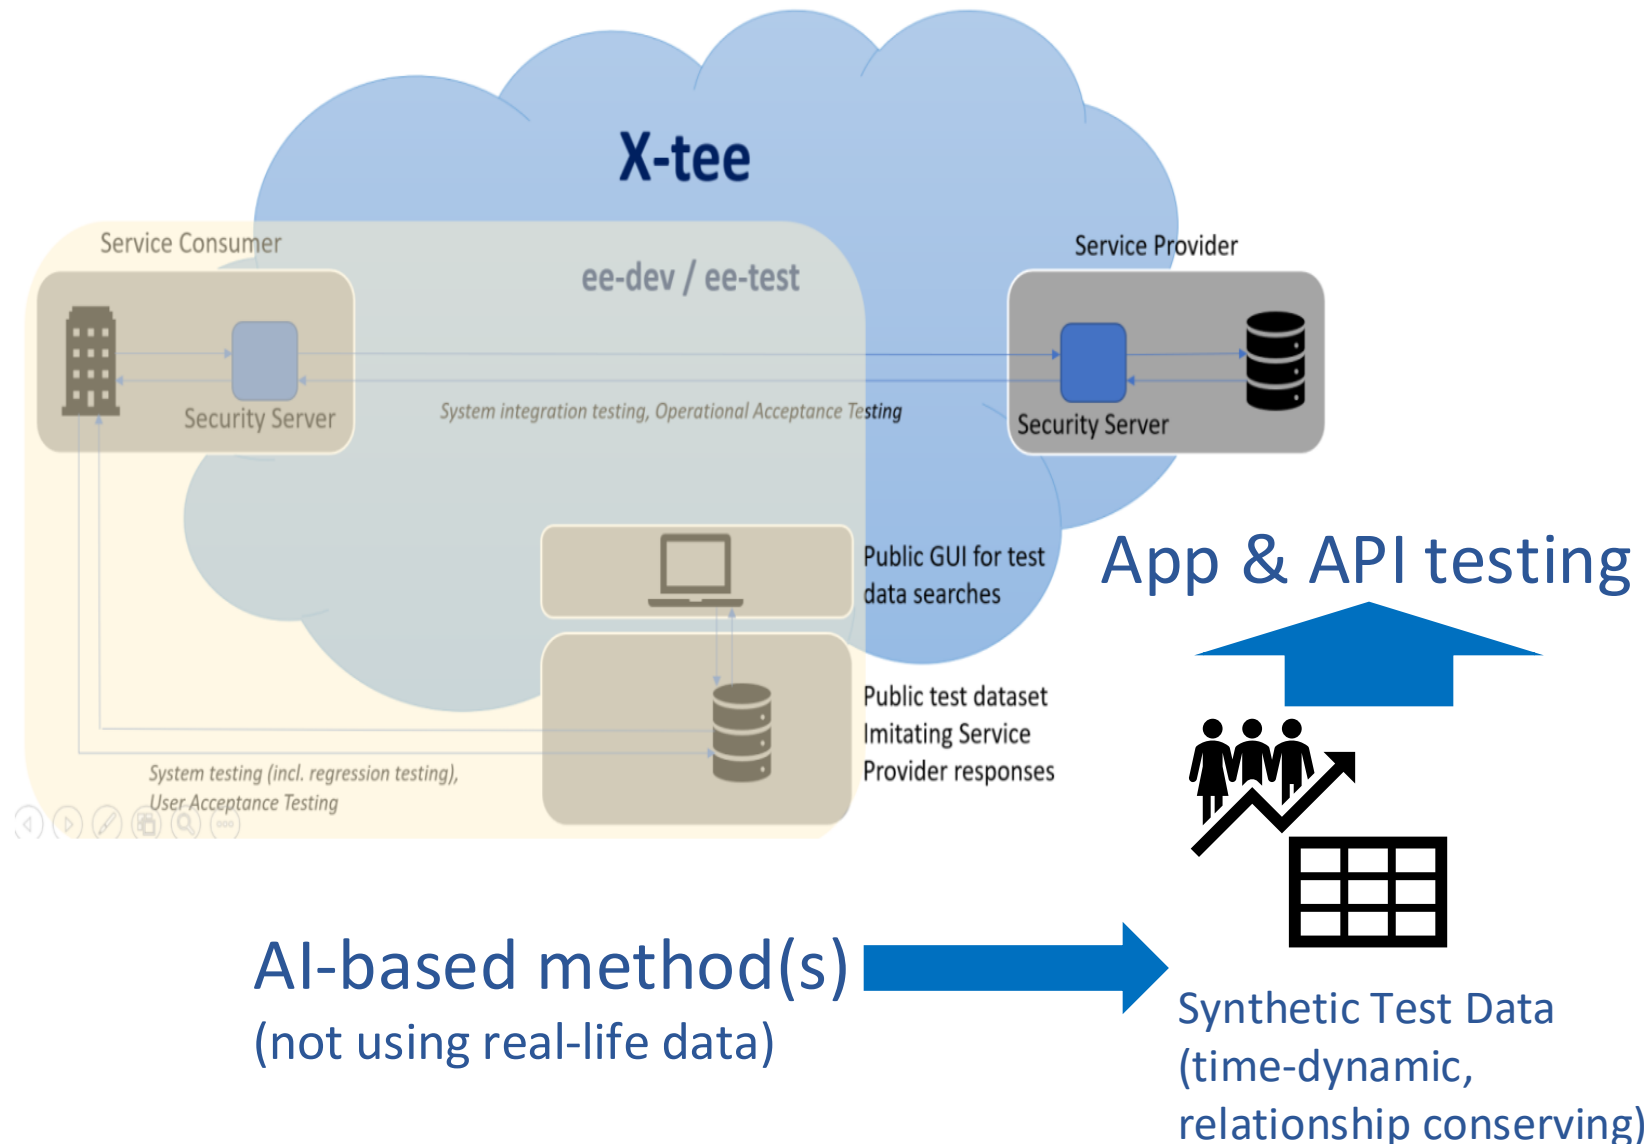 X-tee
Service Consumer
Service Provider
ee-dev / ee-test
Security Server
System integration testing, Operational Acceptance Testing
Security Server
Public GUI for test
data searches
App & API testing
Public test dataset
Imitating Service
Provider responses
System testing (incl. regression testing),
User Acceptance Testing
AI-based method(s)
(not using real-life data)
Synthetic Test Data
(time-dynamic,
relationship conserving)